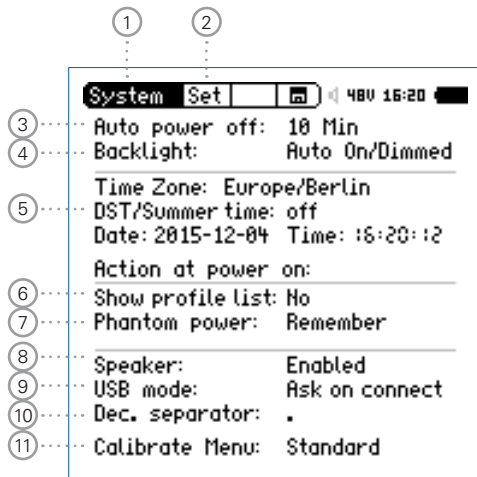 1 2
System Set 48V 16:20
3 Auto power off: 10 Min
4 Backlight: Auto On/Dimmed
Time Zone: Europe/Berlin
5 DST/Summer time: off
Date: 2015-12-04 Time: 16:20:12
Action at power on:
6 Show profile list: No
7 Phantom power: Remember
8 Speaker: Enabled
9 USB mode: Ask on connect
10 Dec. separator: .
11 Calibrate Menu: Standard